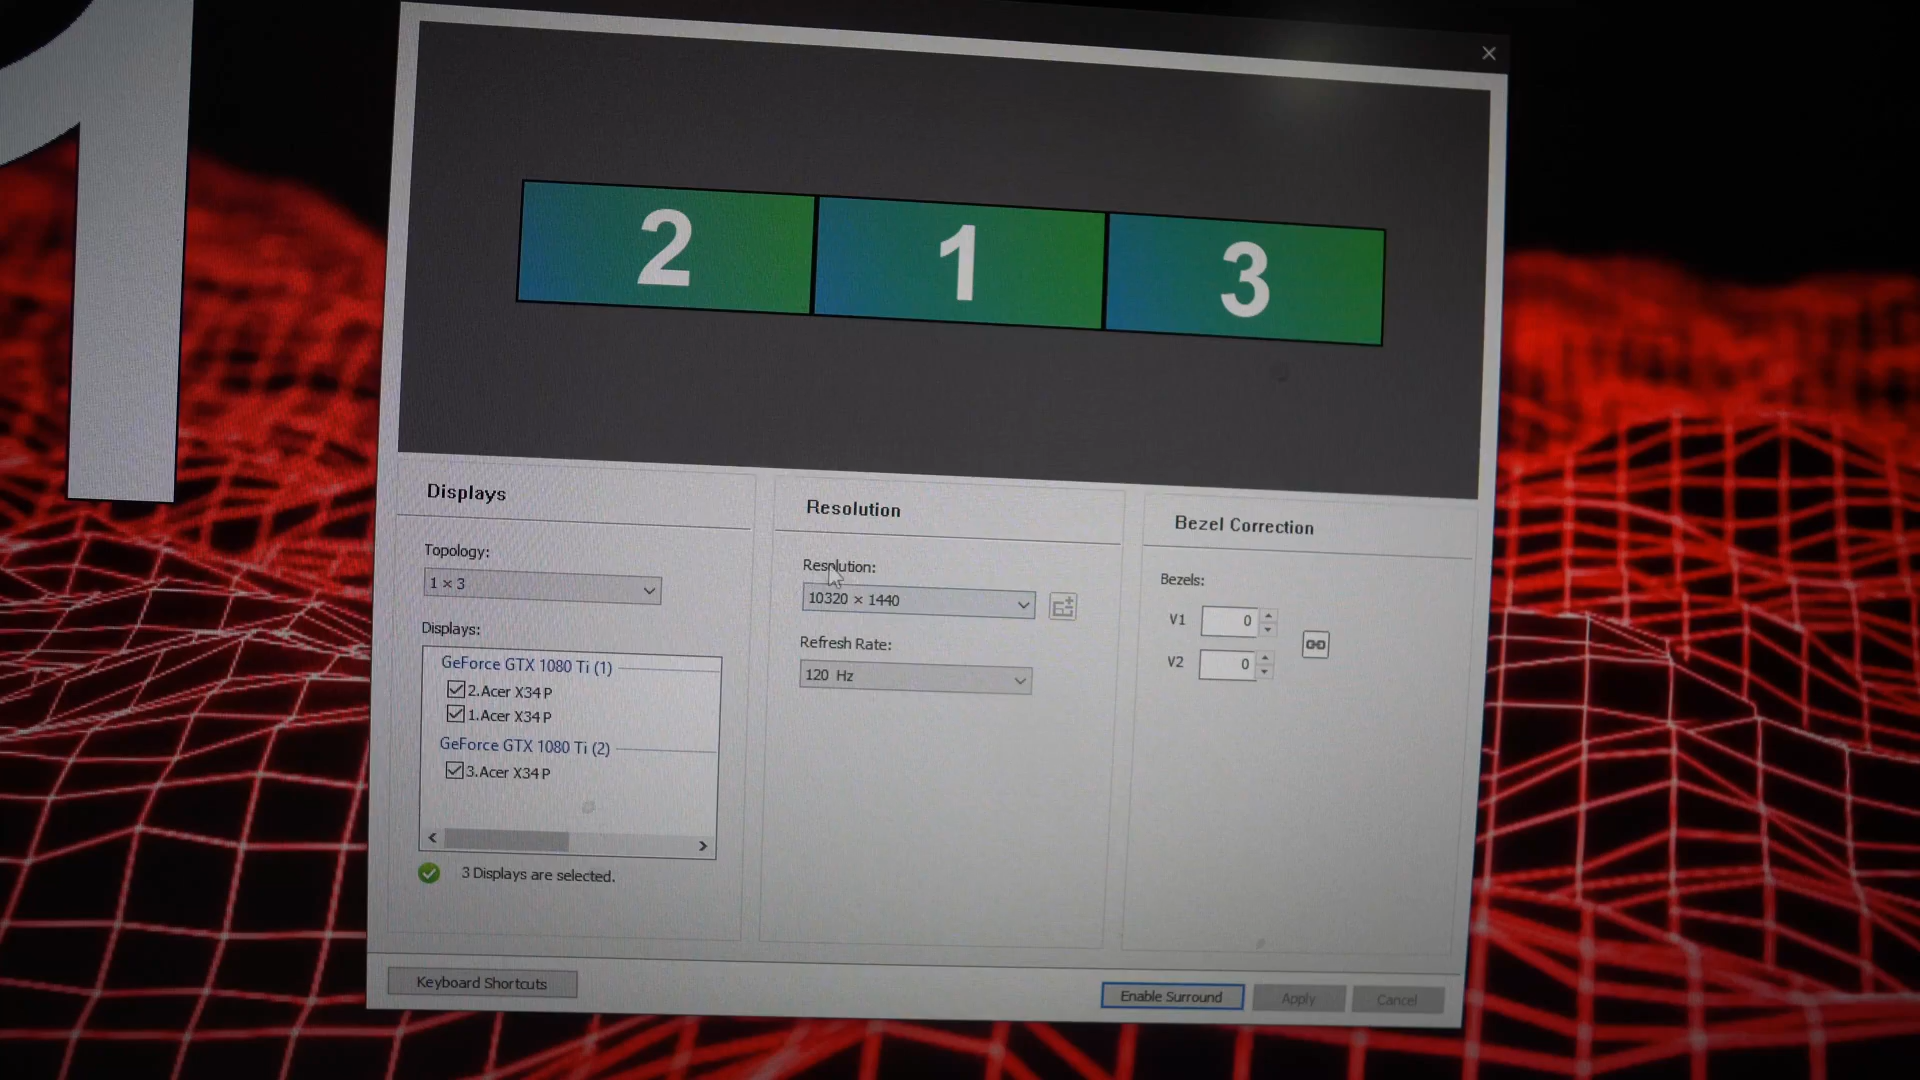 1
2 1 3
Displays
Topology:
1 × 3
Displays:
GeForce GTX 1080 Ti (1)
2.Acer X34 P
1.Acer X34 P
GeForce GTX 1080 Ti (2)
3.Acer X34 P
3 Displays are selected.
Resolution
Resolution:
10320 × 1440
Refresh Rate:
120 Hz
Bezel Correction
Bezels:
V1 0
V2 0
Keyboard Shortcuts
Enable Surround
Apply
Cancel